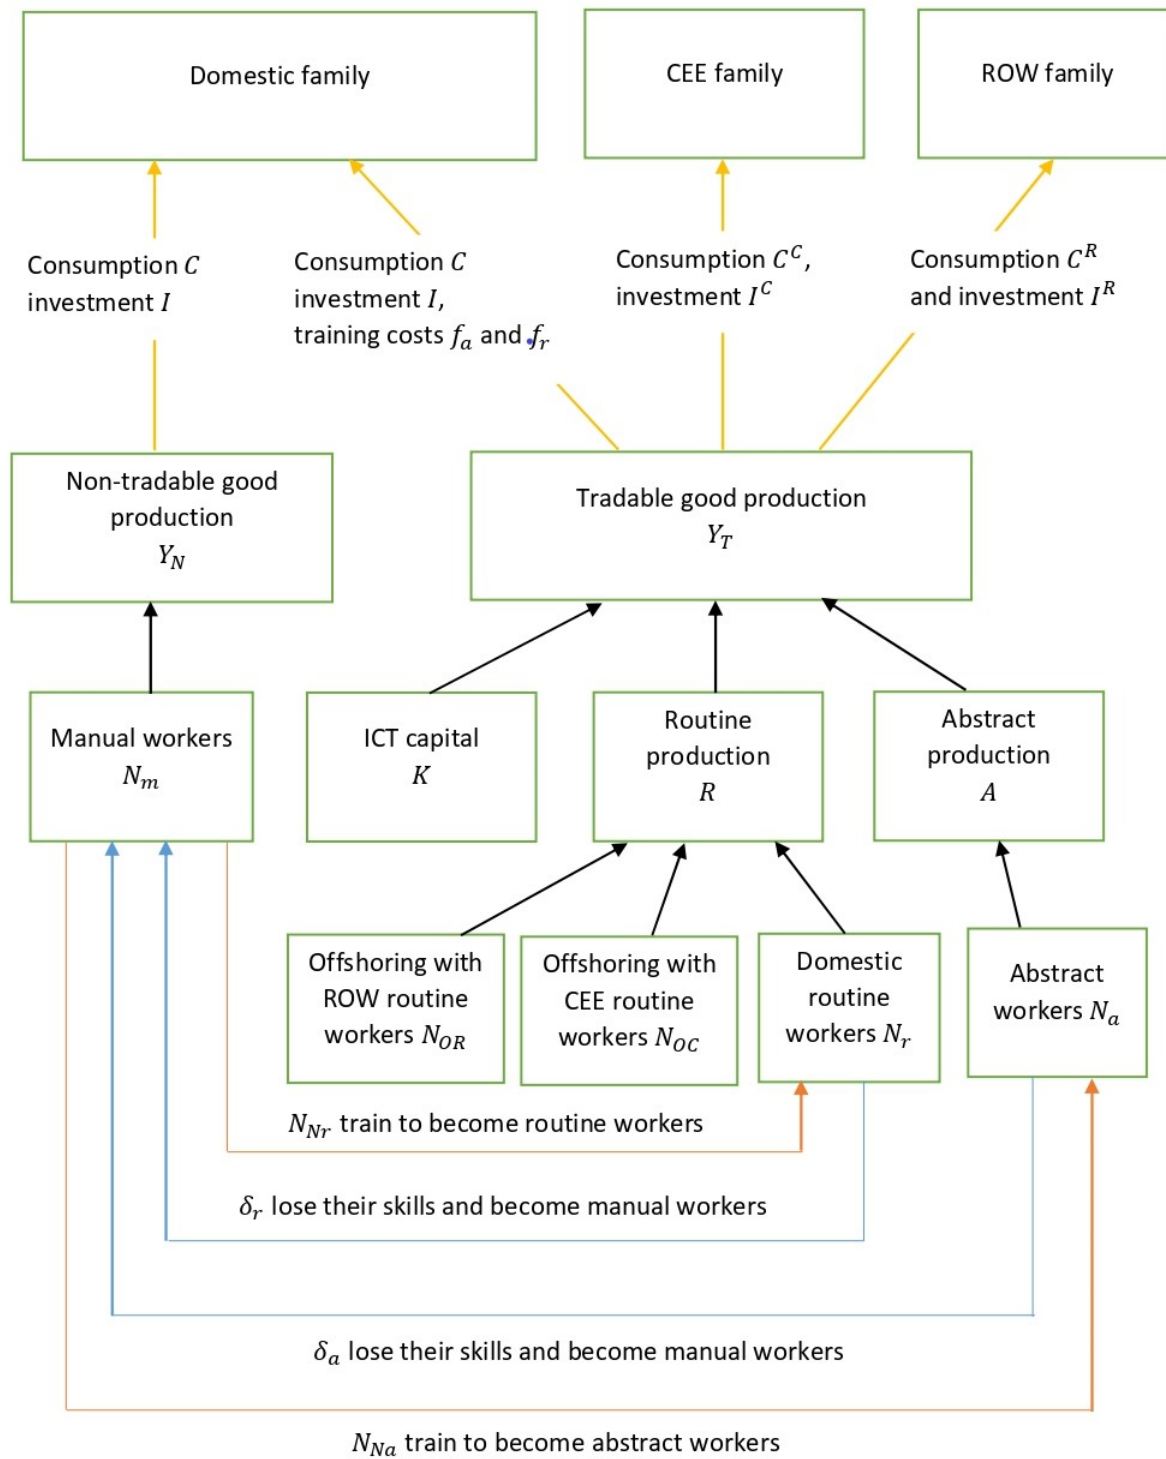 Domestic family
CEE family
ROW family
Consumption C
investment I
Consumption C
investment I,
training costs f_a and f_r
Consumption C^C,
investment I^C
Consumption C^R
and investment I^R
Non-tradable good
production
Y_N
Tradable good production
Y_T
Manual workers
N_m
ICT capital
K
Routine
production
R
Abstract
production
A
Offshoring with
ROW routine
workers N_OR
Offshoring with
CEE routine
workers N_OC
Domestic
routine
workers N_r
Abstract
workers N_a
N_Nr train to become routine workers
δ_r lose their skills and become manual workers
δ_a lose their skills and become manual workers
N_Na train to become abstract workers